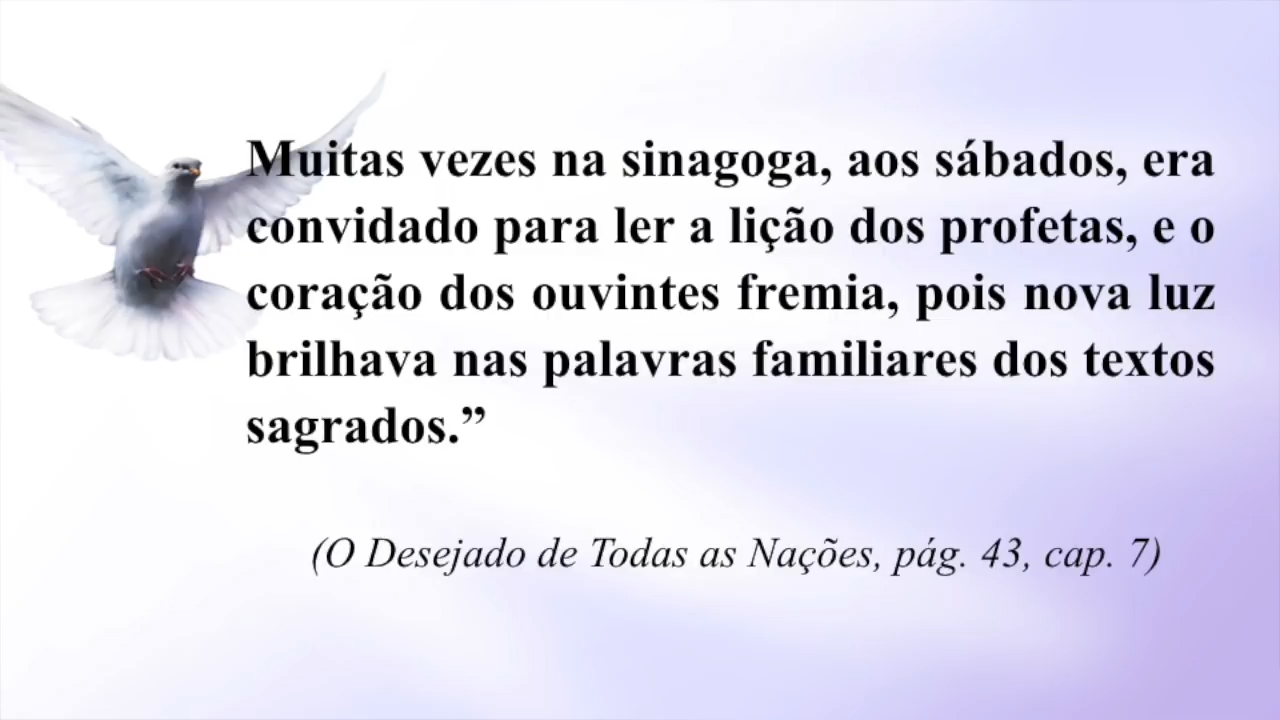 Muitas vezes na sinagoga, aos sábados, era
convidado para ler a lição dos profetas, e o
coração dos ouvintes fremia, pois nova luz
brilhava nas palavras familiares dos textos
sagrados.”
(O Desejado de Todas as Nações, pág. 43, cap. 7)